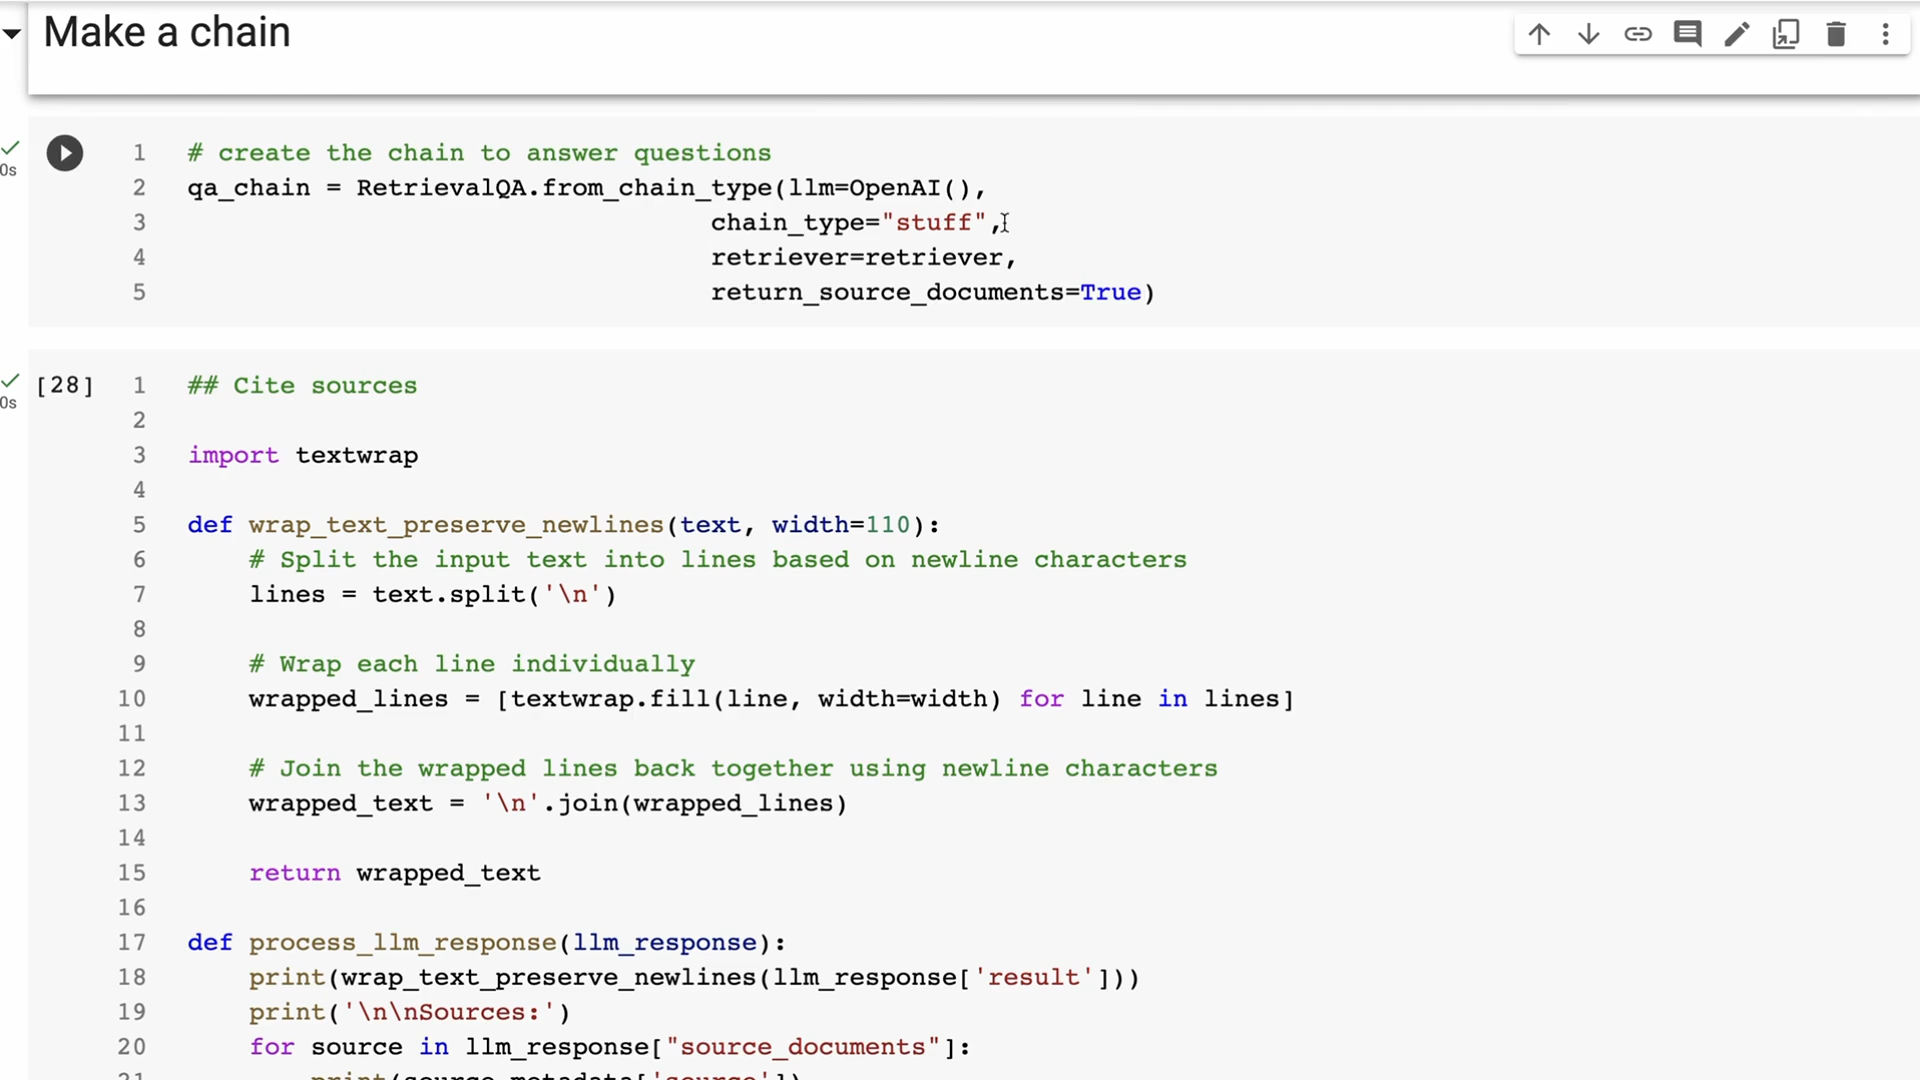 Make a chain
0s
1 # create the chain to answer questions
2 qa_chain = RetrievalQA.from_chain_type(llm=OpenAI(),
3 chain_type="stuff",
4 retriever=retriever,
5 return_source_documents=True)
0s
[28] 1 ## Cite sources
2
3 import textwrap
4
5 def wrap_text_preserve_newlines(text, width=110):
6 # Split the input text into lines based on newline characters
7 lines = text.split('\n')
8
9 # Wrap each line individually
10 wrapped_lines = [textwrap.fill(line, width=width) for line in lines]
11
12 # Join the wrapped lines back together using newline characters
13 wrapped_text = '\n'.join(wrapped_lines)
14
15 return wrapped_text
16
17 def process_llm_response(llm_response):
18 print(wrap_text_preserve_newlines(llm_response['result']))
19 print('\n\nSources:')
20 for source in llm_response["source_documents"]:
21 print(source.metadata['source'])